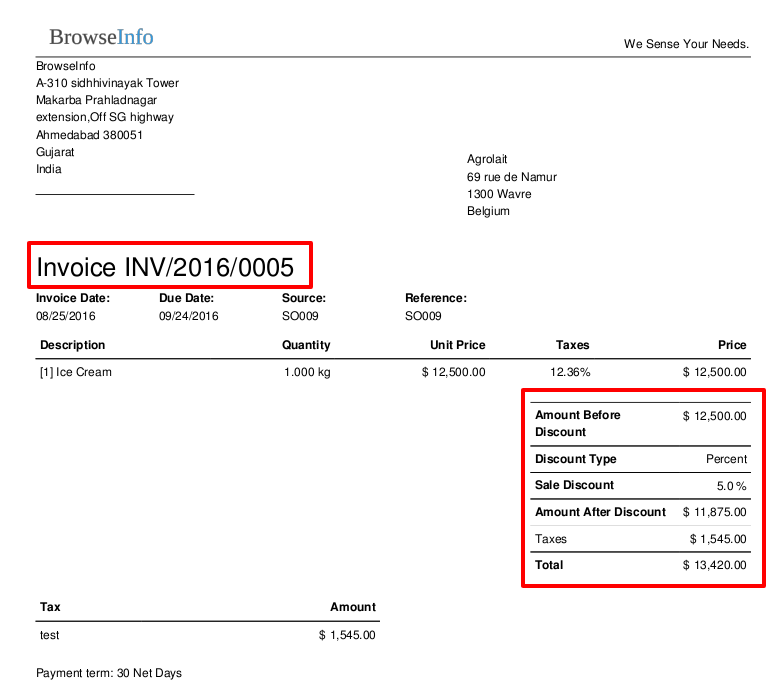 BrowseInfo
We Sense Your Needs.
BrowseInfo
A-310 sidhhivinayak Tower
Makarba Prahladnagar
extension,Off SG highway
Ahmedabad 380051
Gujarat
India
Agrolait
69 rue de Namur
1300 Wavre
Belgium
Invoice INV/2016/0005
Invoice Date: Due Date: Source: Reference:
08/25/2016 09/24/2016 SO009 SO009
Description Quantity Unit Price Taxes Price
[1] Ice Cream 1.000 kg $ 12,500.00 12.36% $ 12,500.00
Amount Before $ 12,500.00
Discount
Discount Type Percent
Sale Discount 5.0 %
Amount After Discount $ 11,875.00
Taxes $ 1,545.00
Total $ 13,420.00
Tax Amount
test $ 1,545.00
Payment term: 30 Net Days